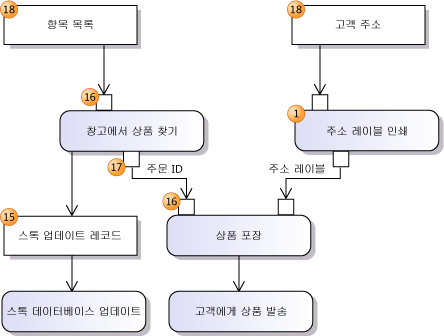 18
항목 목록
18
고객 주소
16
창고에서 상품 찾기
1
주소 레이블 인쇄
17
주문 ID
주소 레이블
16
15
스톡 업데이트 레코드
상품 포장
스톡 데이터베이스 업데이트
고객에게 상품 발송